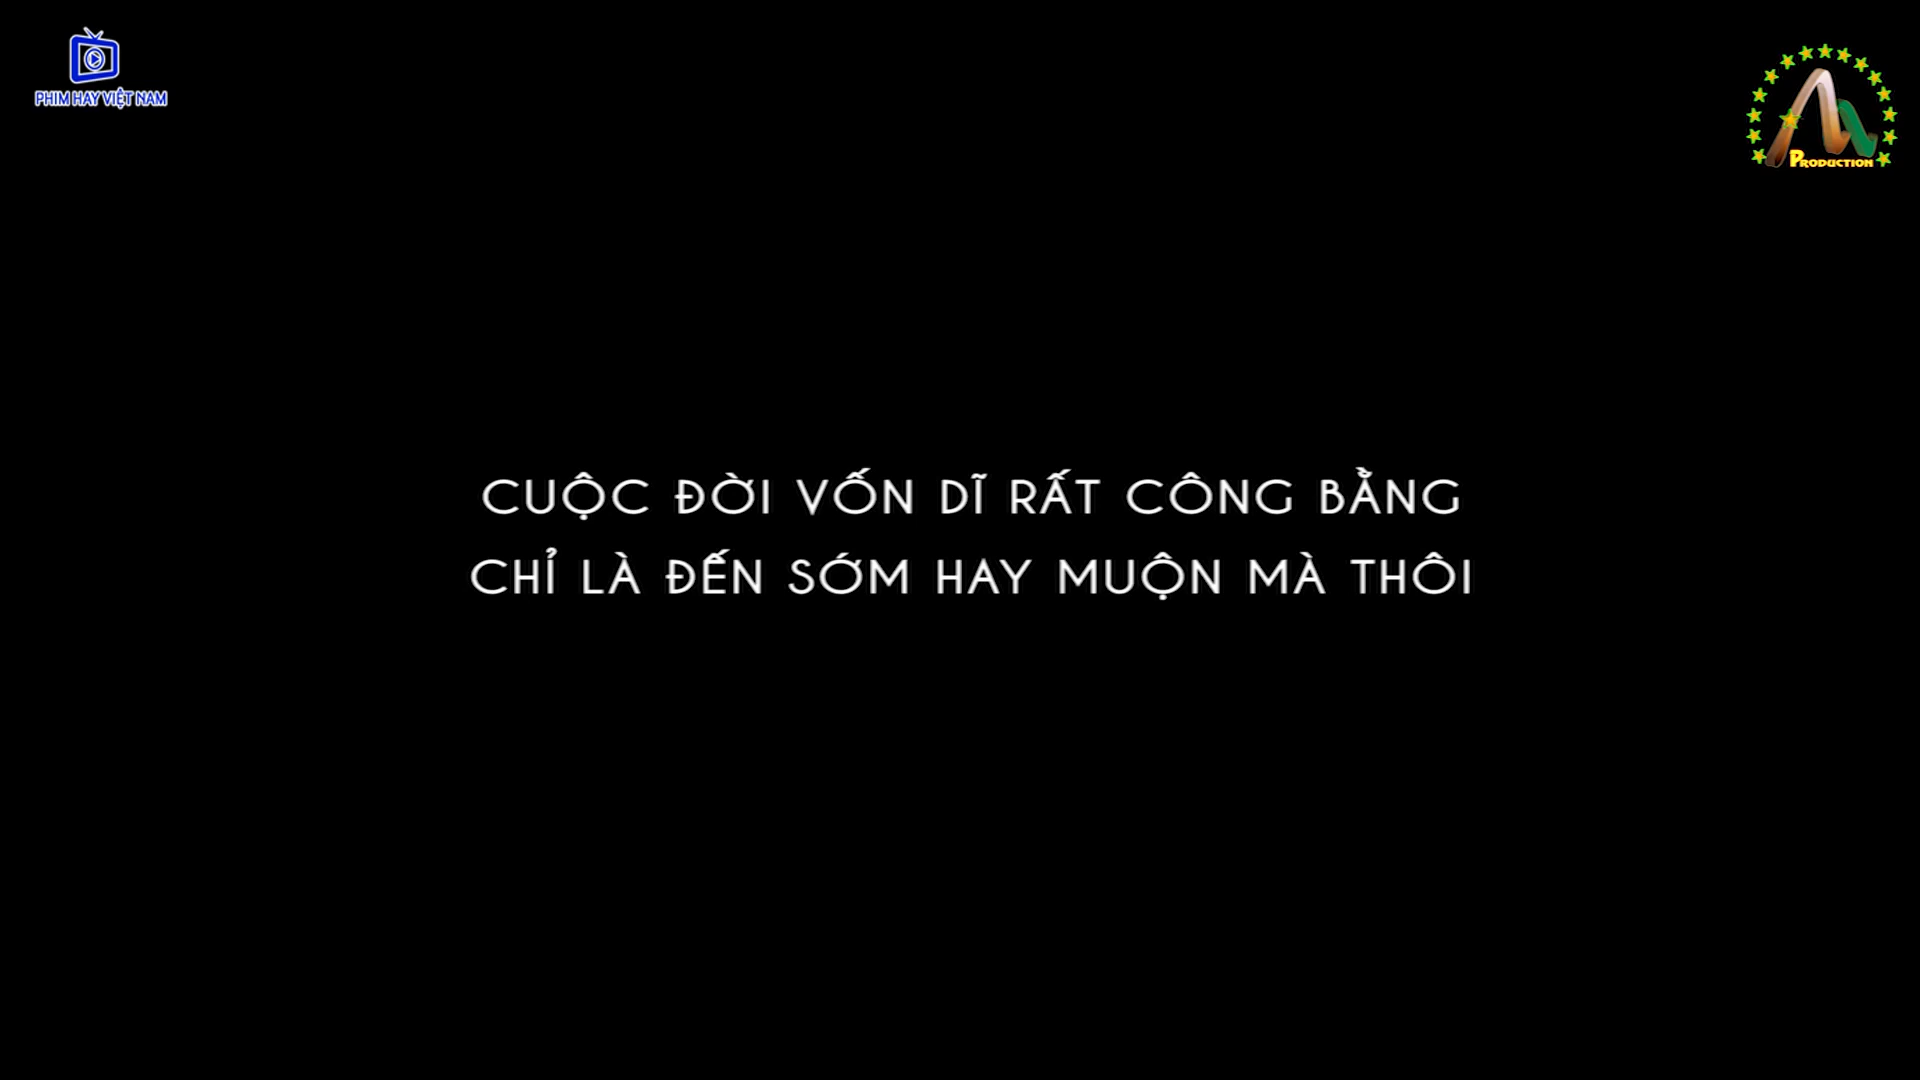 PHIM HAY VIỆT NAM
PRODUCTION
CUỘC ĐỜI VỐN DĨ RẤT CÔNG BẰNG
CHỈ LÀ ĐẾN SỚM HAY MUỘN MÀ THÔI